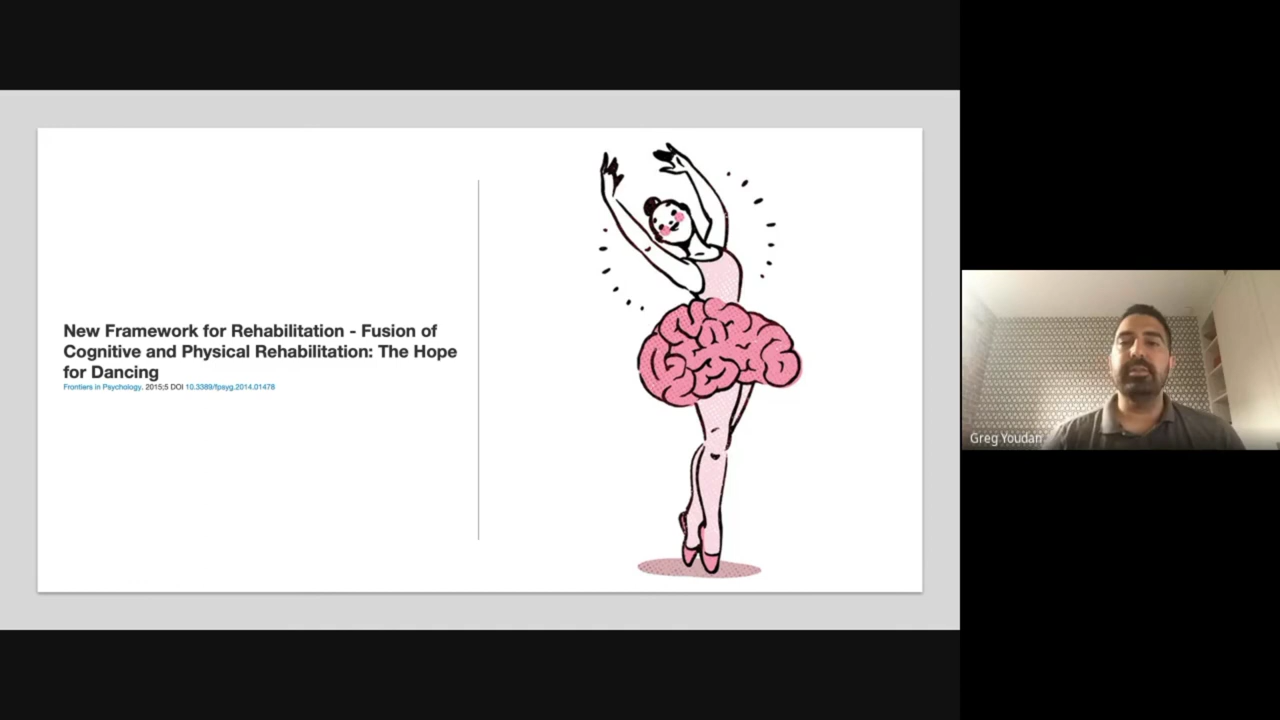 New Framework for Rehabilitation - Fusion of
Cognitive and Physical Rehabilitation: The Hope
for Dancing
Frontiers in Psychology. 2015;5 DOI 10.3389/fpsyg.2014.01478
Greg Youdan